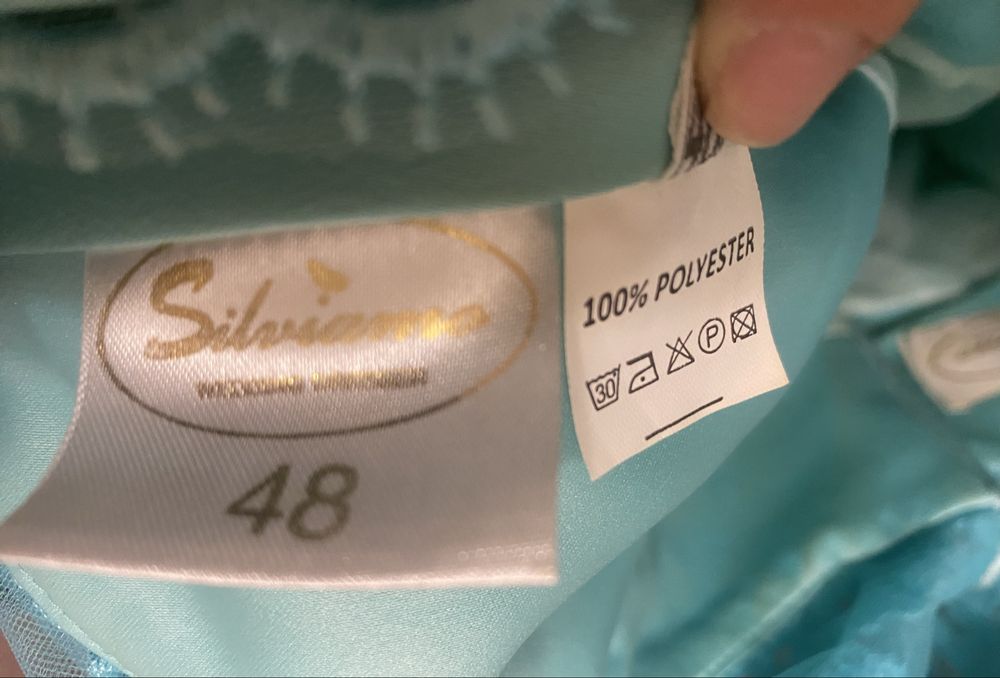 Silviamo
48
100% POLYESTER
30 P